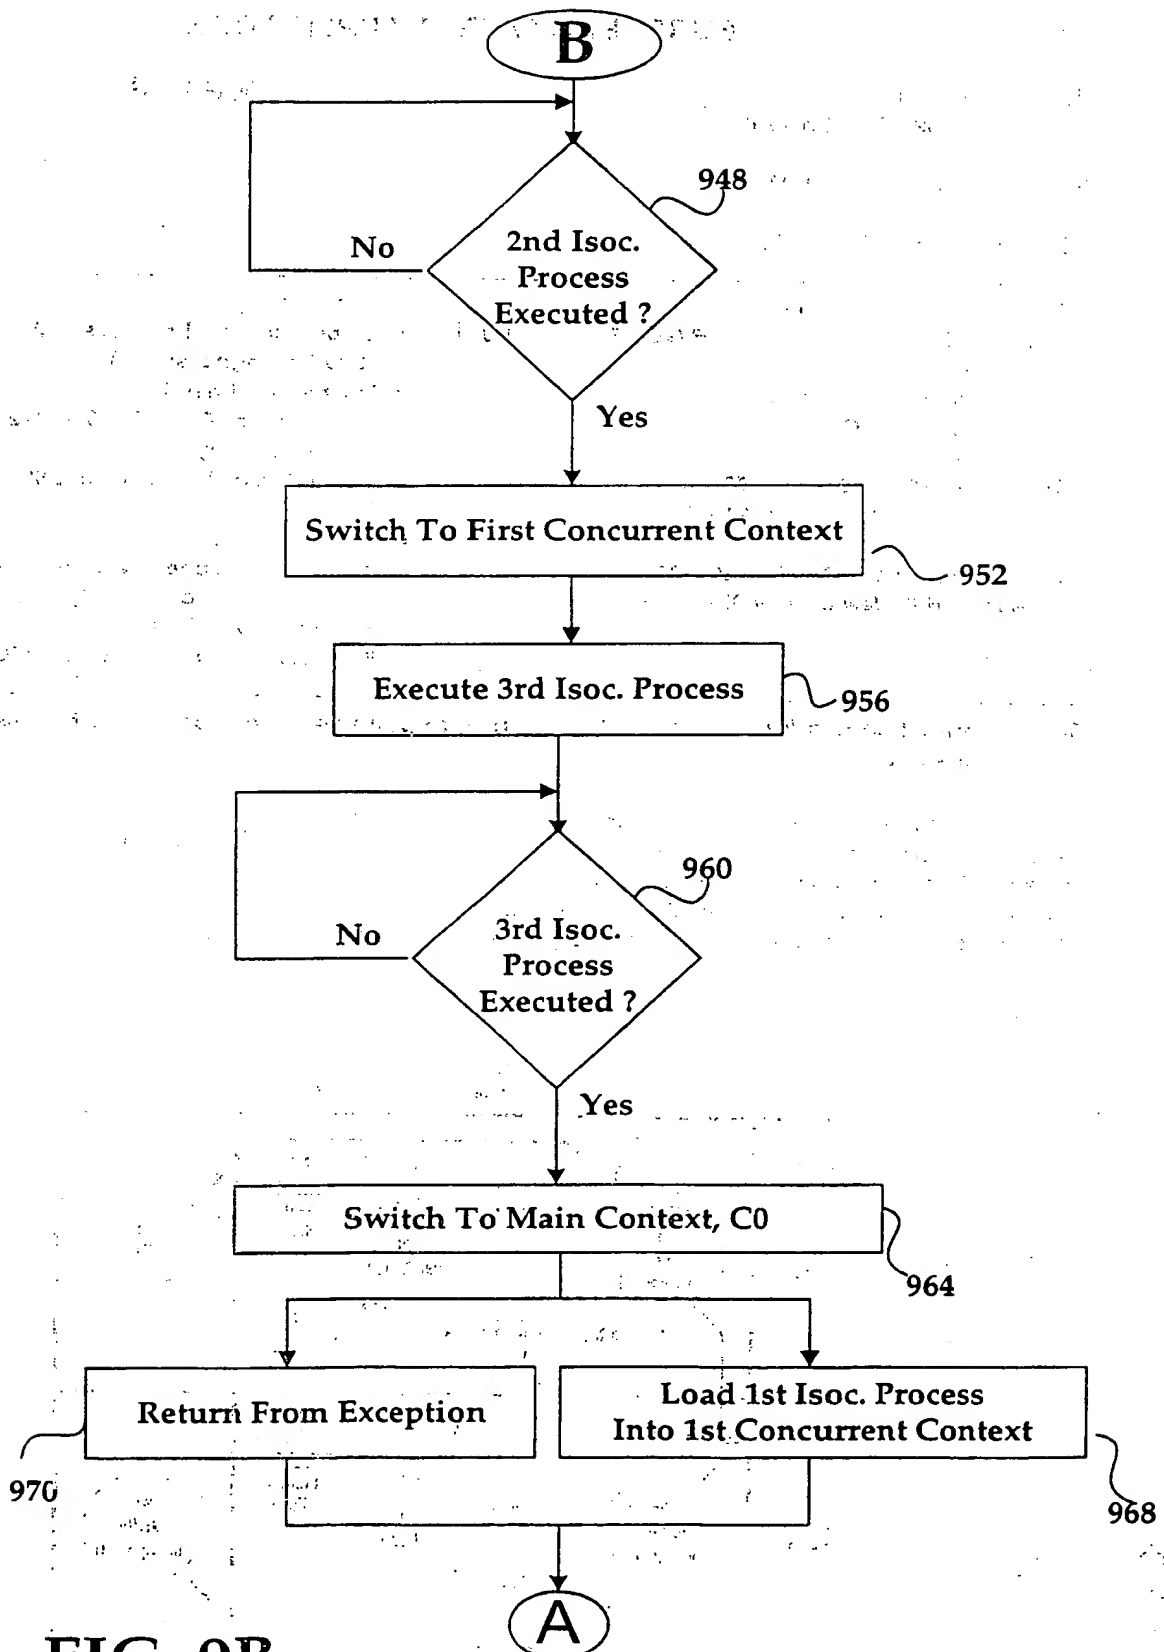 B
948
2nd Isoc.
Process
Executed ?
No
Yes
Switch To First Concurrent Context
952
Execute 3rd Isoc. Process
956
960
3rd Isoc.
Process
Executed ?
No
Yes
Switch To Main Context, C0
964
Return From Exception
970
Load 1st Isoc. Process
Into 1st Concurrent Context
968
A
FIG. 9B